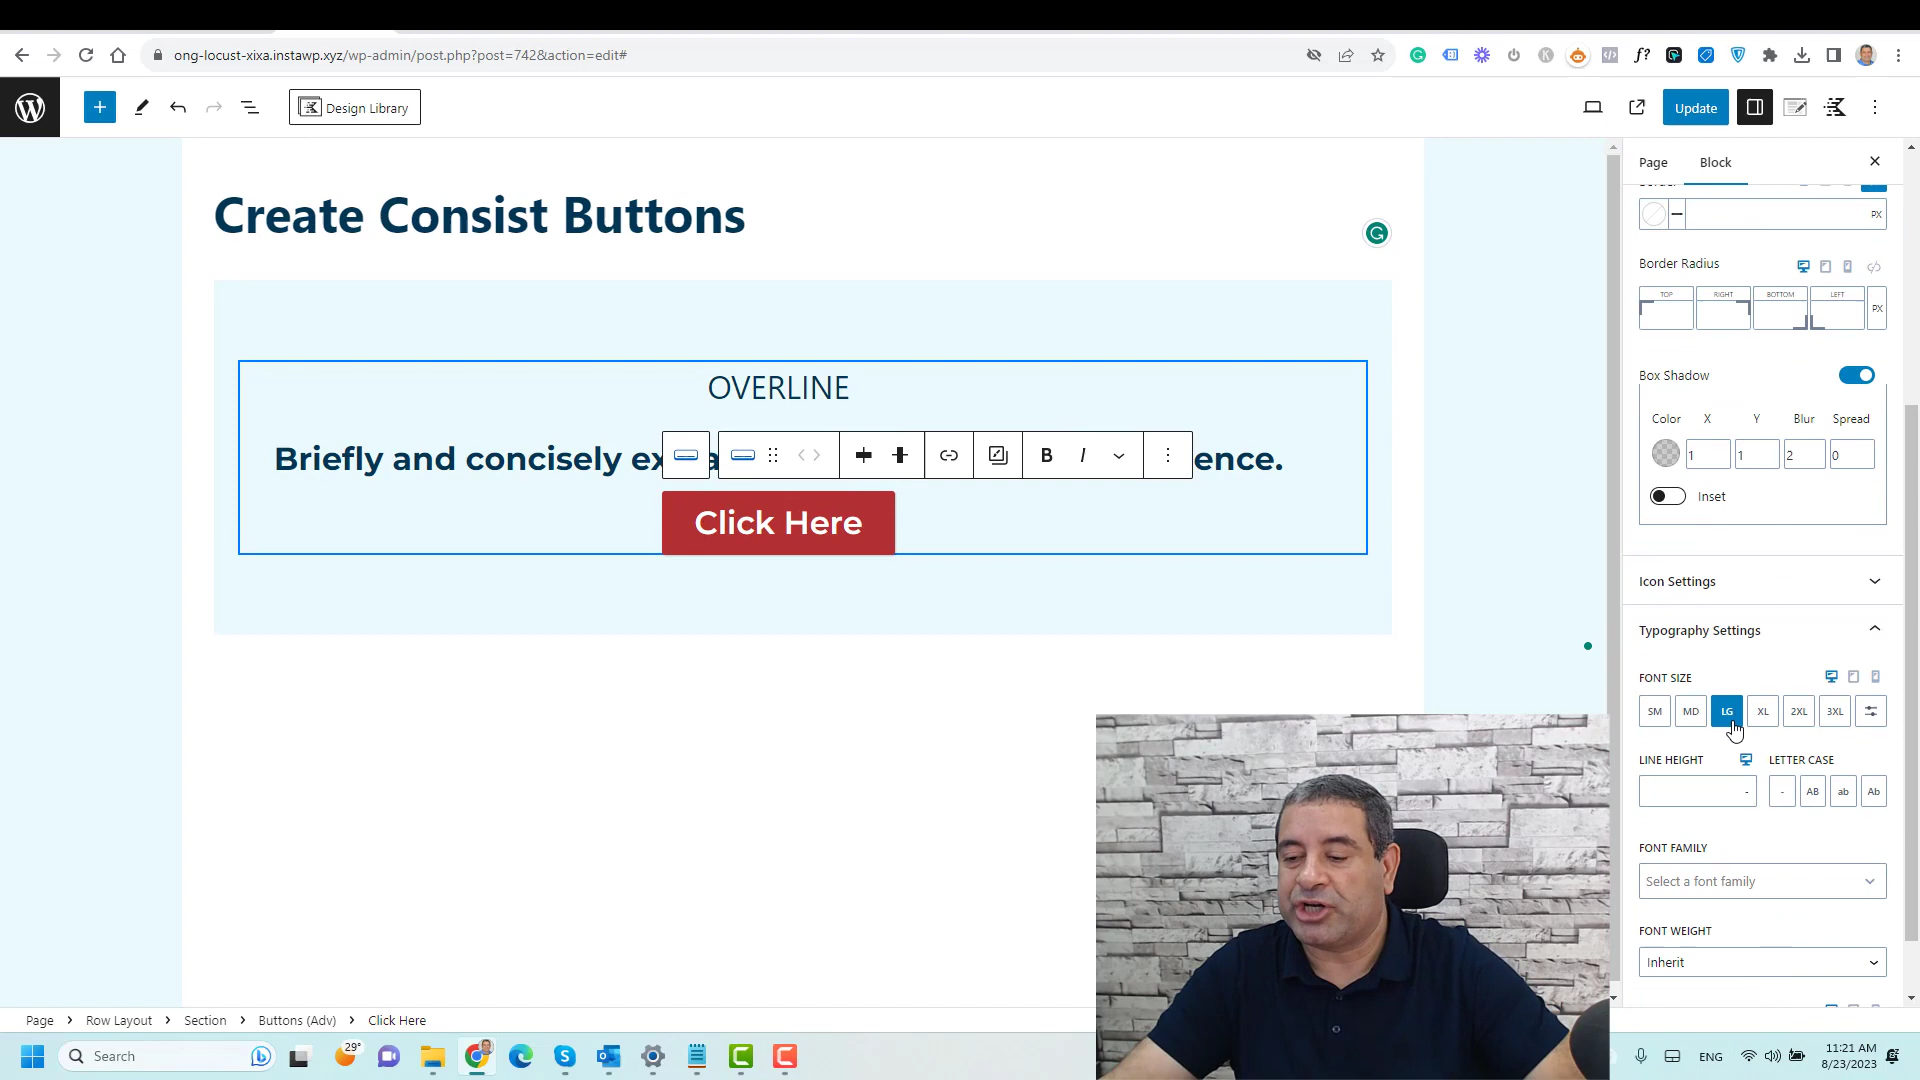 ong-locust-xixa.instawp.xyz/wp-admin/post.php?post=742&action=edit#
Design Library
Update
Page
Block
PX
Create Consist Buttons
Border Radius
TOP
RIGHT
BOTTOM
LEFT
PX
Box Shadow
OVERLINE
Color
X
Y
Blur
Spread
1
1
2
0
Briefly and concisely ex
ence.
B
I
Inset
Click Here
Icon Settings
Typography Settings
FONT SIZE
SM
MD
LG
XL
2XL
3XL
LINE HEIGHT
LETTER CASE
-
-
AB
ab
Ab
FONT FAMILY
Select a font family
FONT WEIGHT
Inherit
Page
Row Layout
Section
Buttons (Adv)
Click Here
Search
29°
ENG
11:21 AM
8/23/2023